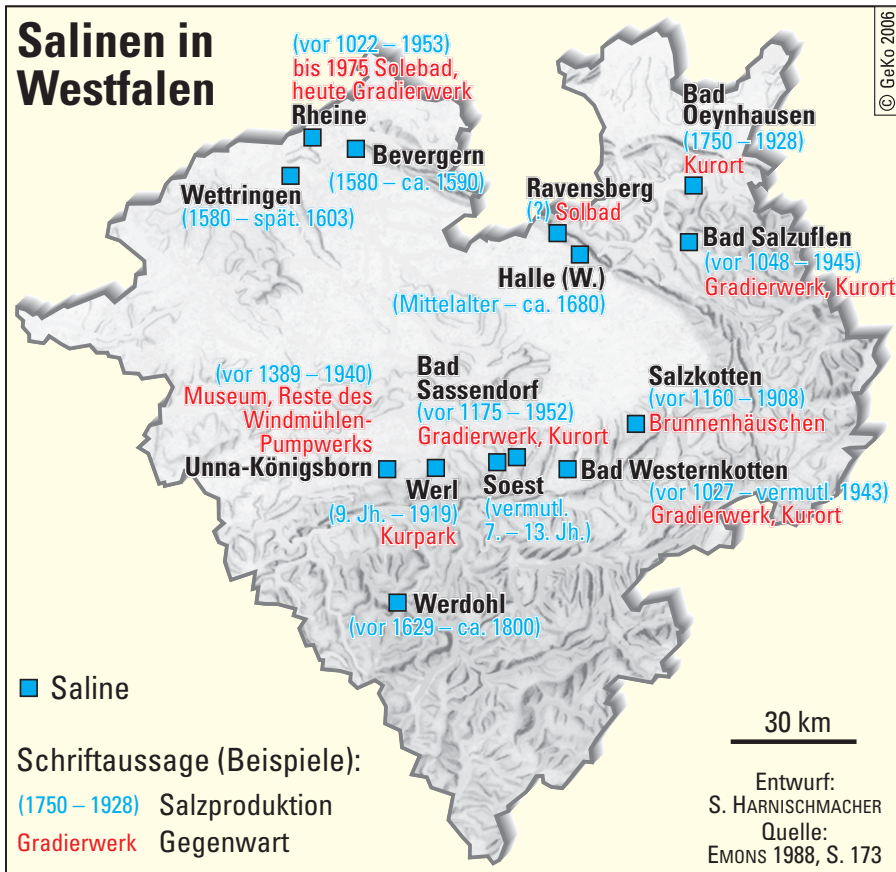 Salinen in
Westfalen
© GeKo 2006
(vor 1022 – 1953)
bis 1975 Solebad,
heute Gradierwerk
Rheine
Bevergern
(1580 – ca. 1590)
Wettringen
(1580 – spät. 1603)
Bad
Oeynhausen
(1750 – 1928)
Kurort
Ravensberg
(?) Solbad
Bad Salzuflen
(vor 1048 – 1945)
Gradierwerk, Kurort
Halle (W.)
(Mittelalter – ca. 1680)
(vor 1389 – 1940)
Museum, Reste des
Windmühlen-
Pumpwerks
Unna-Königsborn
Bad
Sassendorf
(vor 1175 – 1952)
Gradierwerk, Kurort
Salzkotten
(vor 1160 – 1908)
Brunnenhäuschen
Werl
(9. Jh. – 1919)
Kurpark
Soest
(vermutl.
7. – 13. Jh.)
Bad Westernkotten
(vor 1027 – vermutl. 1943)
Gradierwerk, Kurort
Werdohl
(vor 1629 – ca. 1800)
Saline
Schriftaussage (Beispiele):
(1750 – 1928) Salzproduktion
Gradierwerk Gegenwart
30 km
Entwurf:
S. HARNISCHMACHER
Quelle:
EMONS 1988, S. 173